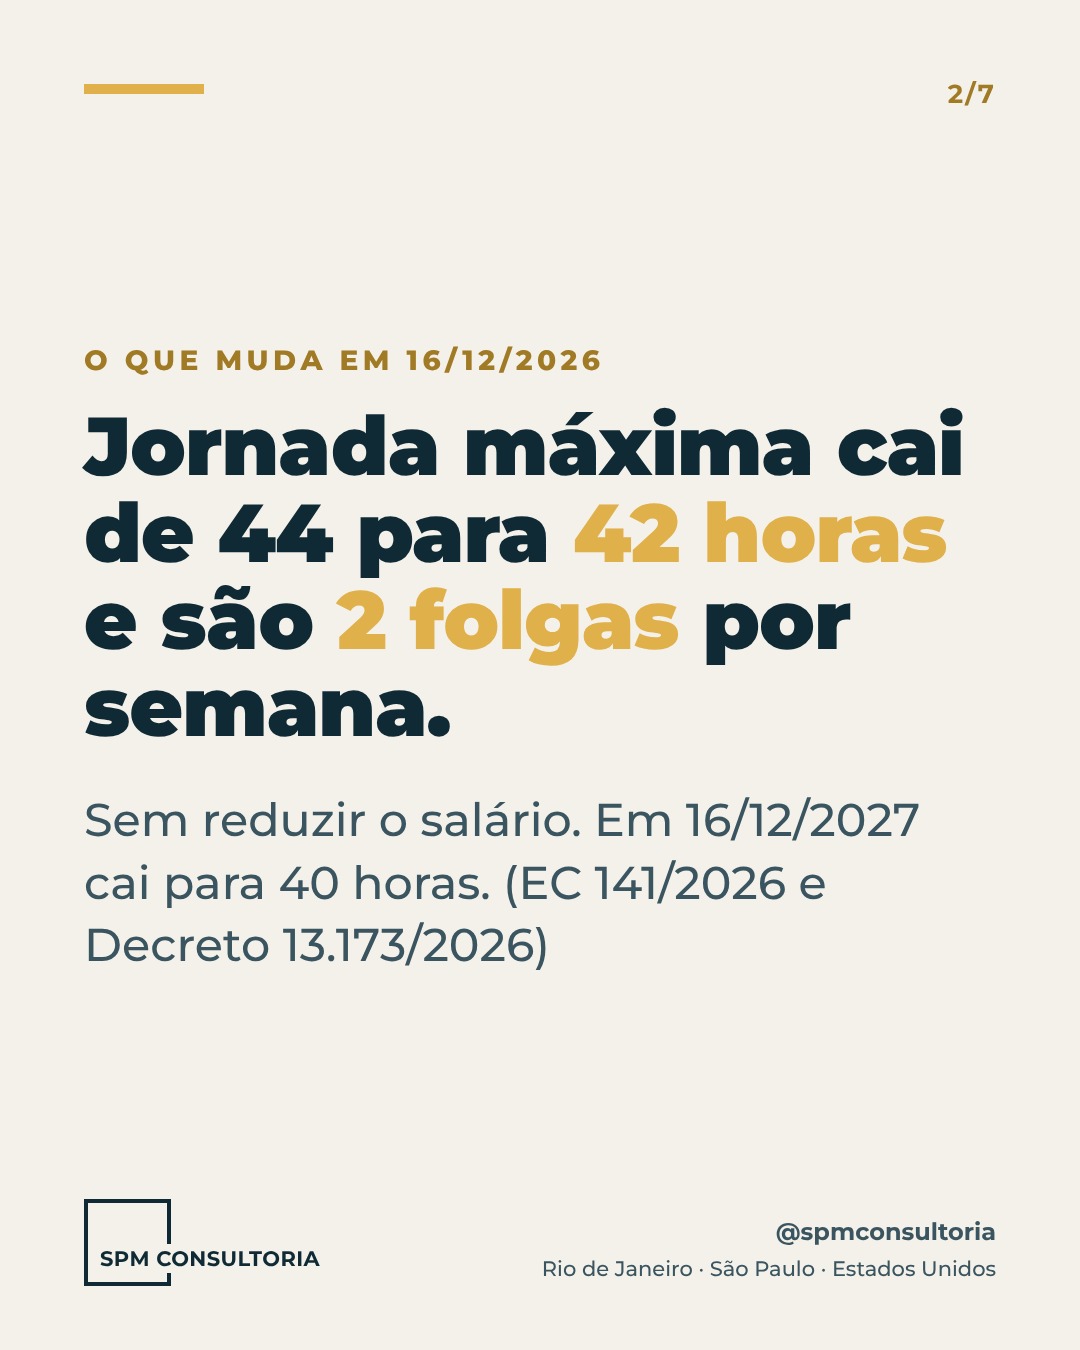 2/7
O QUE MUDA EM 16/12/2026
Jornada máxima cai
de 44 para 42 horas
e são 2 folgas por
semana.
Sem reduzir o salário. Em 16/12/2027
cai para 40 horas. (EC 141/2026 e
Decreto 13.173/2026)
SPM CONSULTORIA
@spmconsultoria
Rio de Janeiro · São Paulo · Estados Unidos